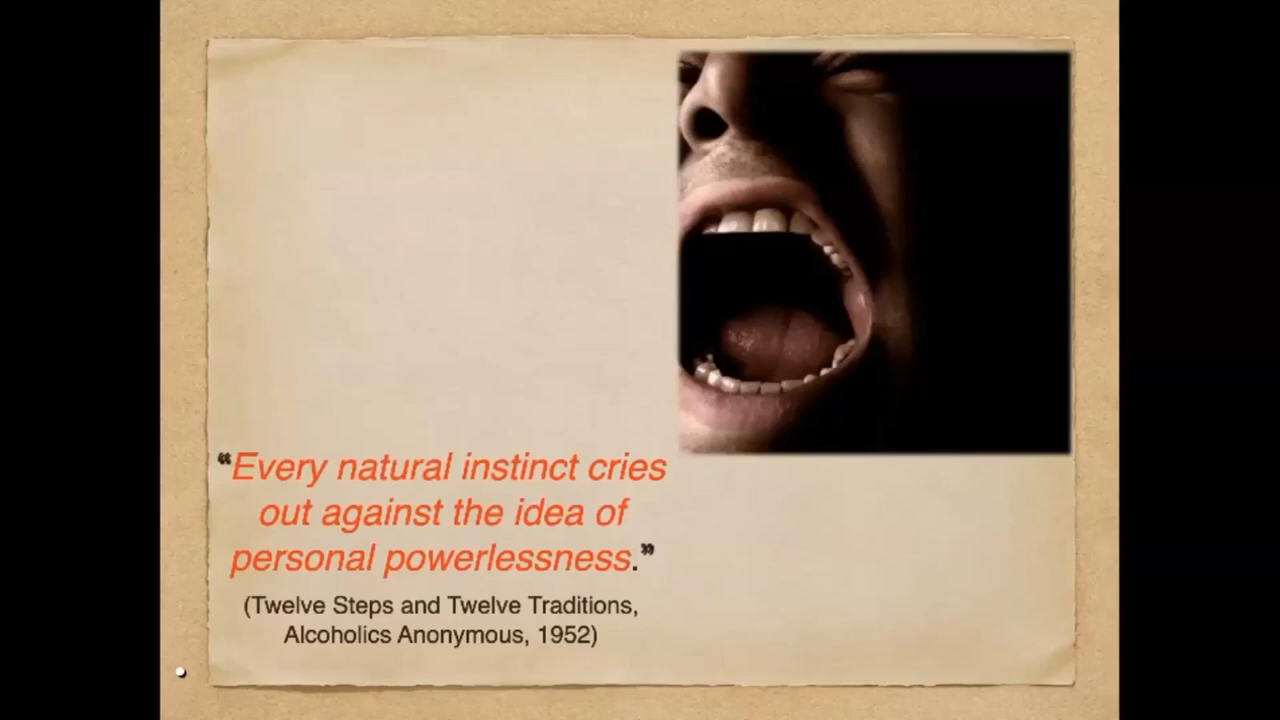 “Every natural instinct cries
out against the idea of
personal powerlessness.”
(Twelve Steps and Twelve Traditions,
Alcoholics Anonymous, 1952)